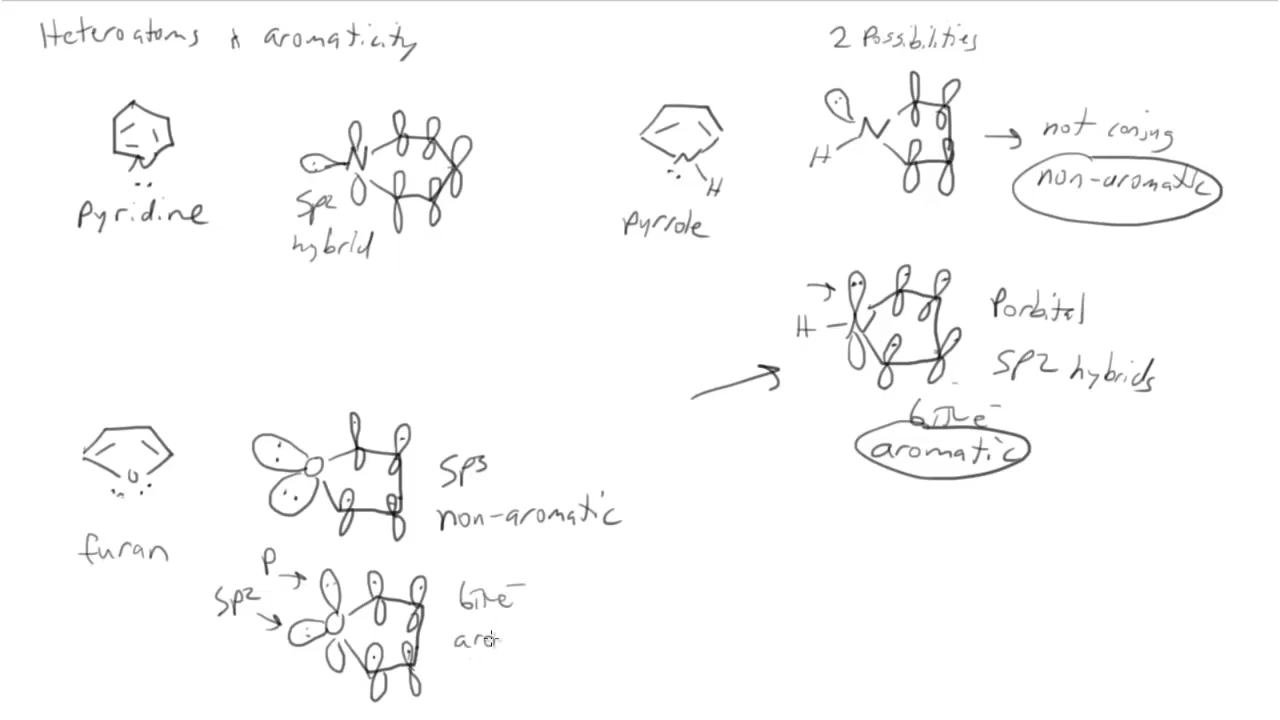 Heteroatoms & aromaticity
N
Pyridine
N
SP2
hybrid
N
H
pyrrole
2 Possibilities
N
H
not conjug
non-aromatic
H
N
Porbital
SP2 hybrids
6πe⁻
aromatic
O
furan
O
SP3
non-aromatic
P
SP2
O
6πe⁻
aro